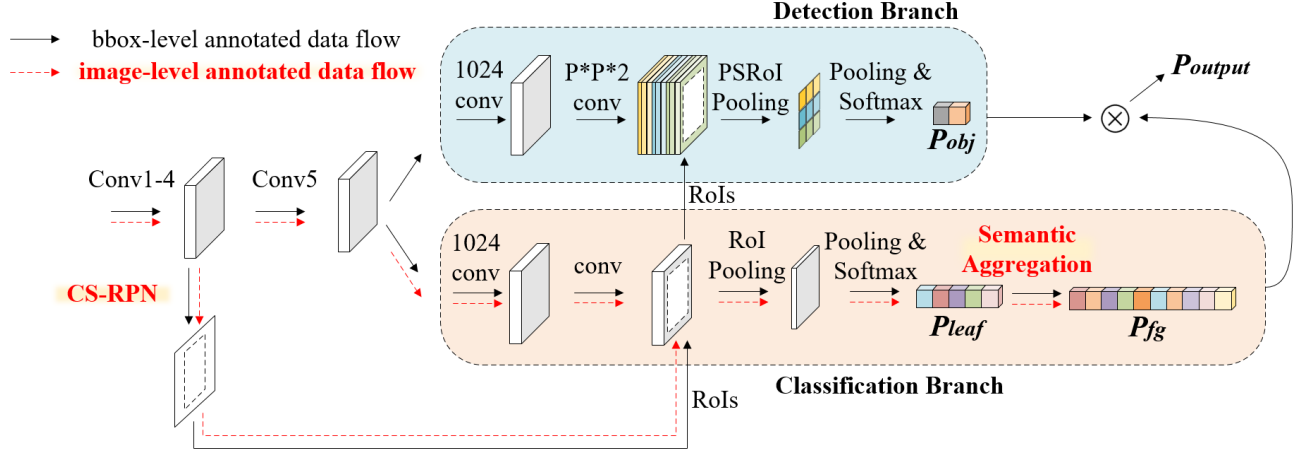 Detection Branch
bbox-level annotated data flow
image-level annotated data flow
1024
conv
P*P*2
conv
PSRoI
Pooling
Pooling &
Softmax
Pobj
Poutput
Conv1-4
Conv5
RoIs
CS-RPN
1024
conv
conv
RoI
Pooling
Pooling &
Softmax
Semantic
Aggregation
Pleaf
Pfg
Classification Branch
RoIs